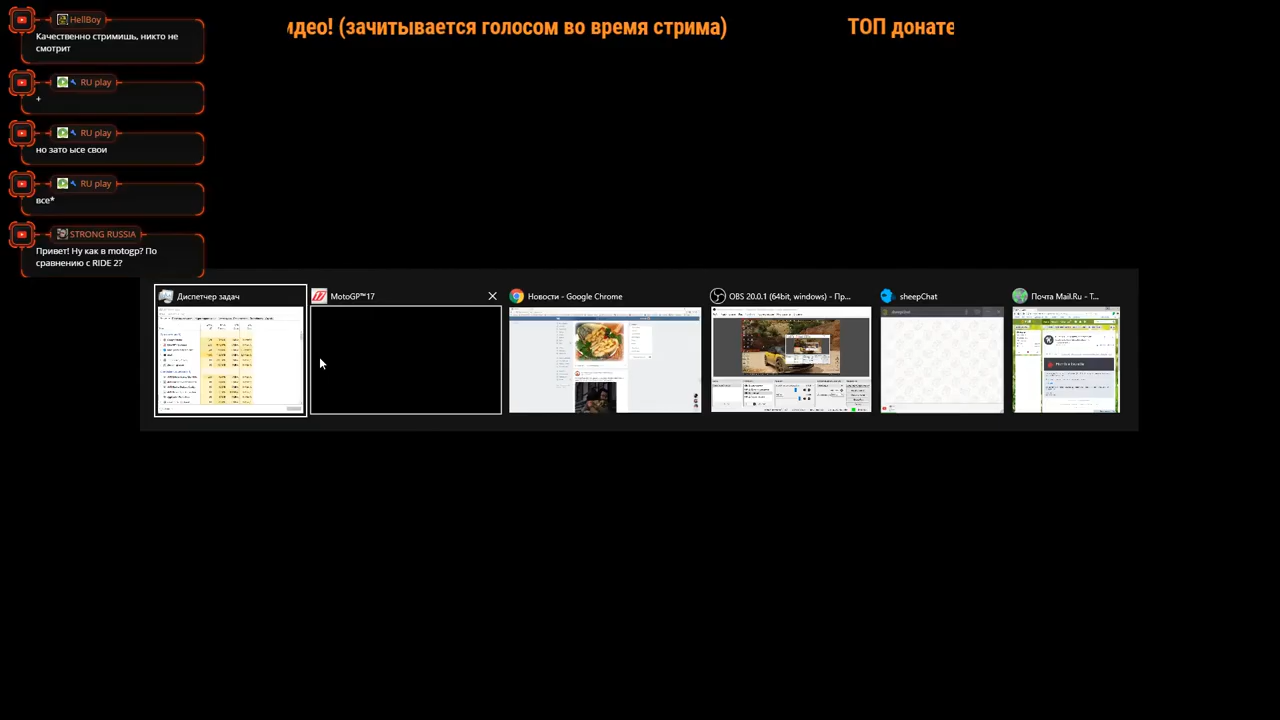 HellBoy
Качественно стримишь, никто не
смотрит
RU play
+
RU play
но зато ысе свои
RU play
все*
STRONG RUSSIA
Привет! Ну как в motogp? По
сравнению с RIDE 2?
идео! (зачитывается голосом во время стрима)
ТОП донате
Диспетчер задач
MotoGP™17
Новости - Google Chrome
OBS 20.0.1 (64bit, windows) - Пр...
sheepChat
Почта Mail.Ru - Т...